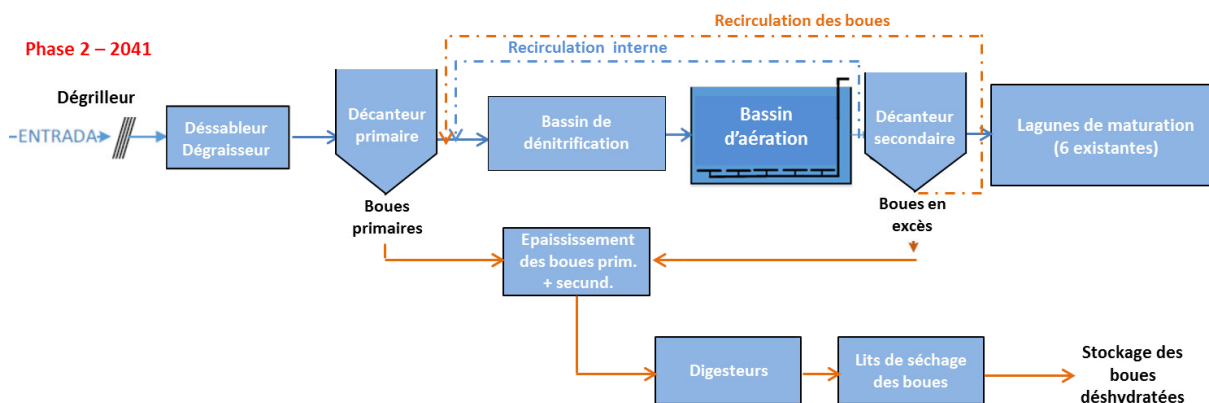 Recirculation des boues
Phase 2 – 2041
Recirculation interne
Dégrilleur
ENTRADA
Déssableur
Dégraisseur
Décanteur
primaire
Bassin de
dénitrification
Bassin
d'aération
Décanteur
secondaire
Lagunes de maturation
(6 existantes)
Boues
primaires
Boues en
excès
Epaississement
des boues prim.
+ secund.
Digesteurs
Lits de séchage
des boues
Stockage des
boues
déshydratées